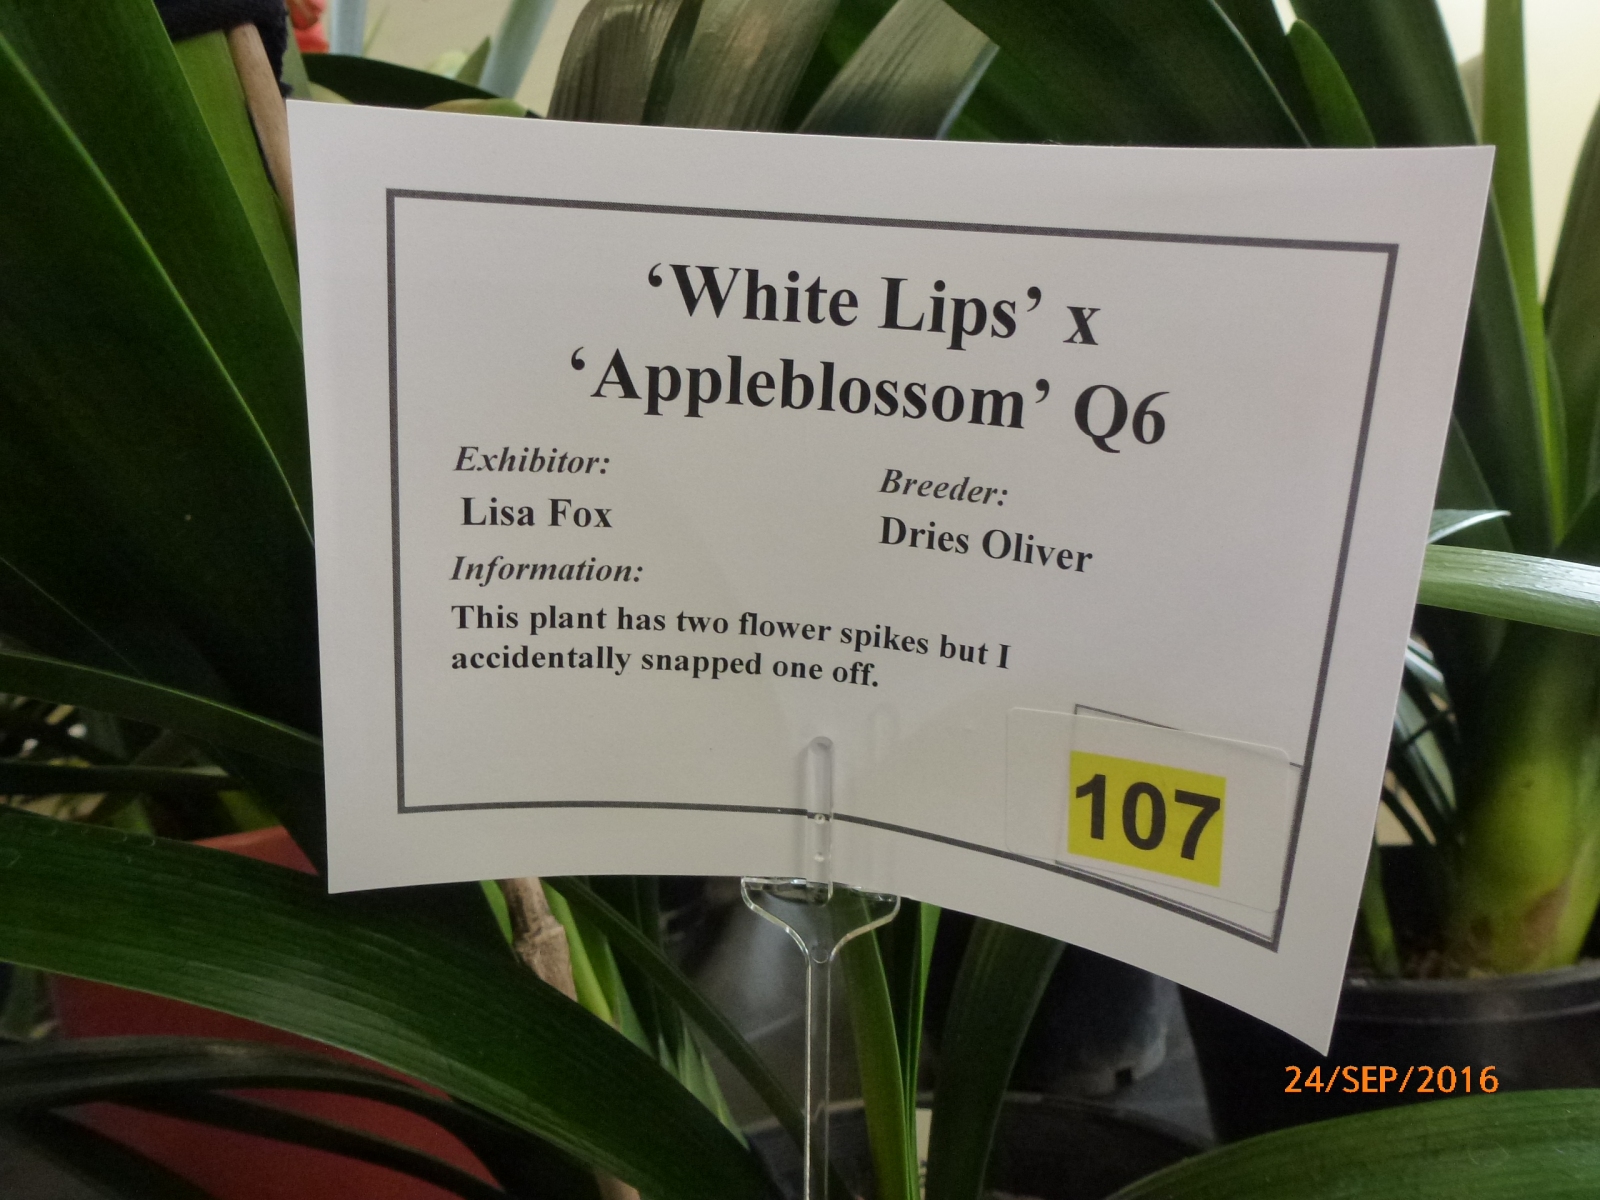 ‘White Lips’ x
‘Appleblossom’ Q6
Exhibitor:
Lisa Fox
Breeder:
Dries Oliver
Information:
This plant has two flower spikes but I
accidentally snapped one off.
107
24/SEP/2016